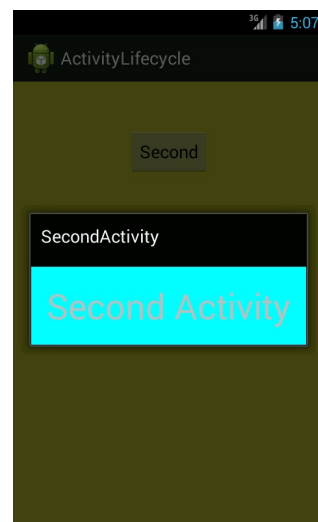 3G 5:07
ActivityLifecycle
Second
SecondActivity
Second Activity